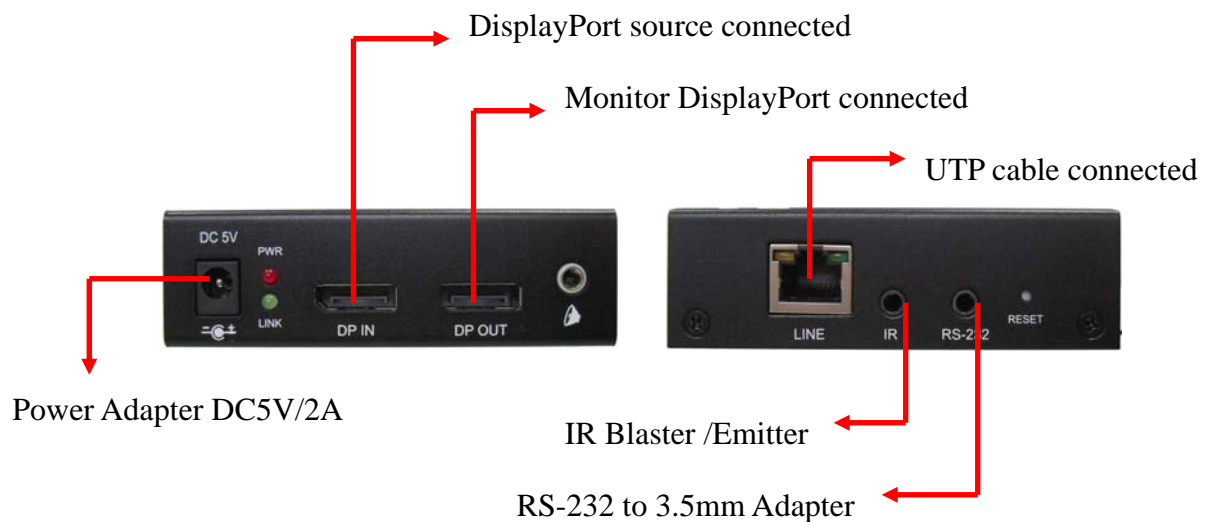 DisplayPort source connected
Monitor DisplayPort connected
UTP cable connected
DC 5V
PWR
LINK
DP IN
DP OUT
LINE
IR
RS-232
RESET
Power Adapter DC5V/2A
IR Blaster /Emitter
RS-232 to 3.5mm Adapter